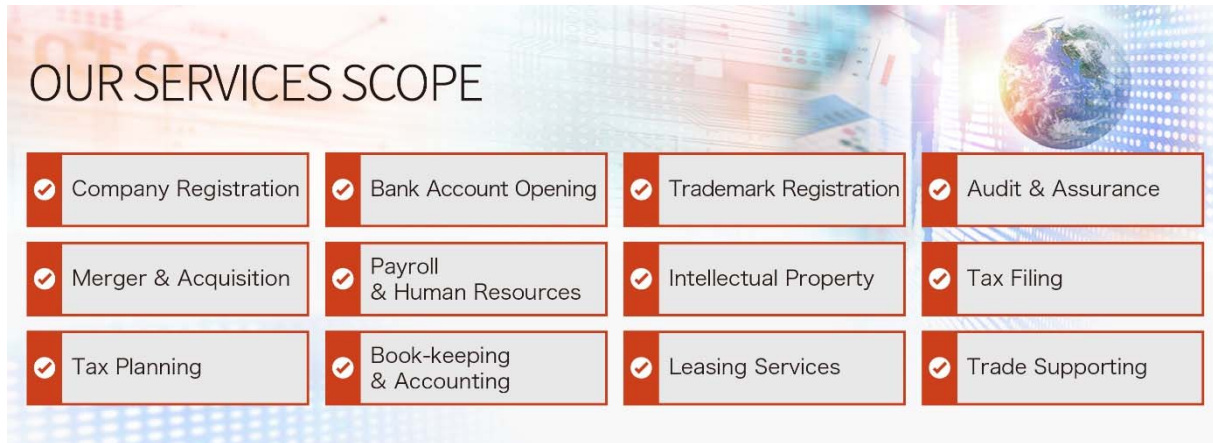 OUR SERVICES SCOPE
Company Registration
Bank Account Opening
Trademark Registration
Audit & Assurance
Merger & Acquisition
Payroll
& Human Resources
Intellectual Property
Tax Filing
Tax Planning
Book-keeping
& Accounting
Leasing Services
Trade Supporting